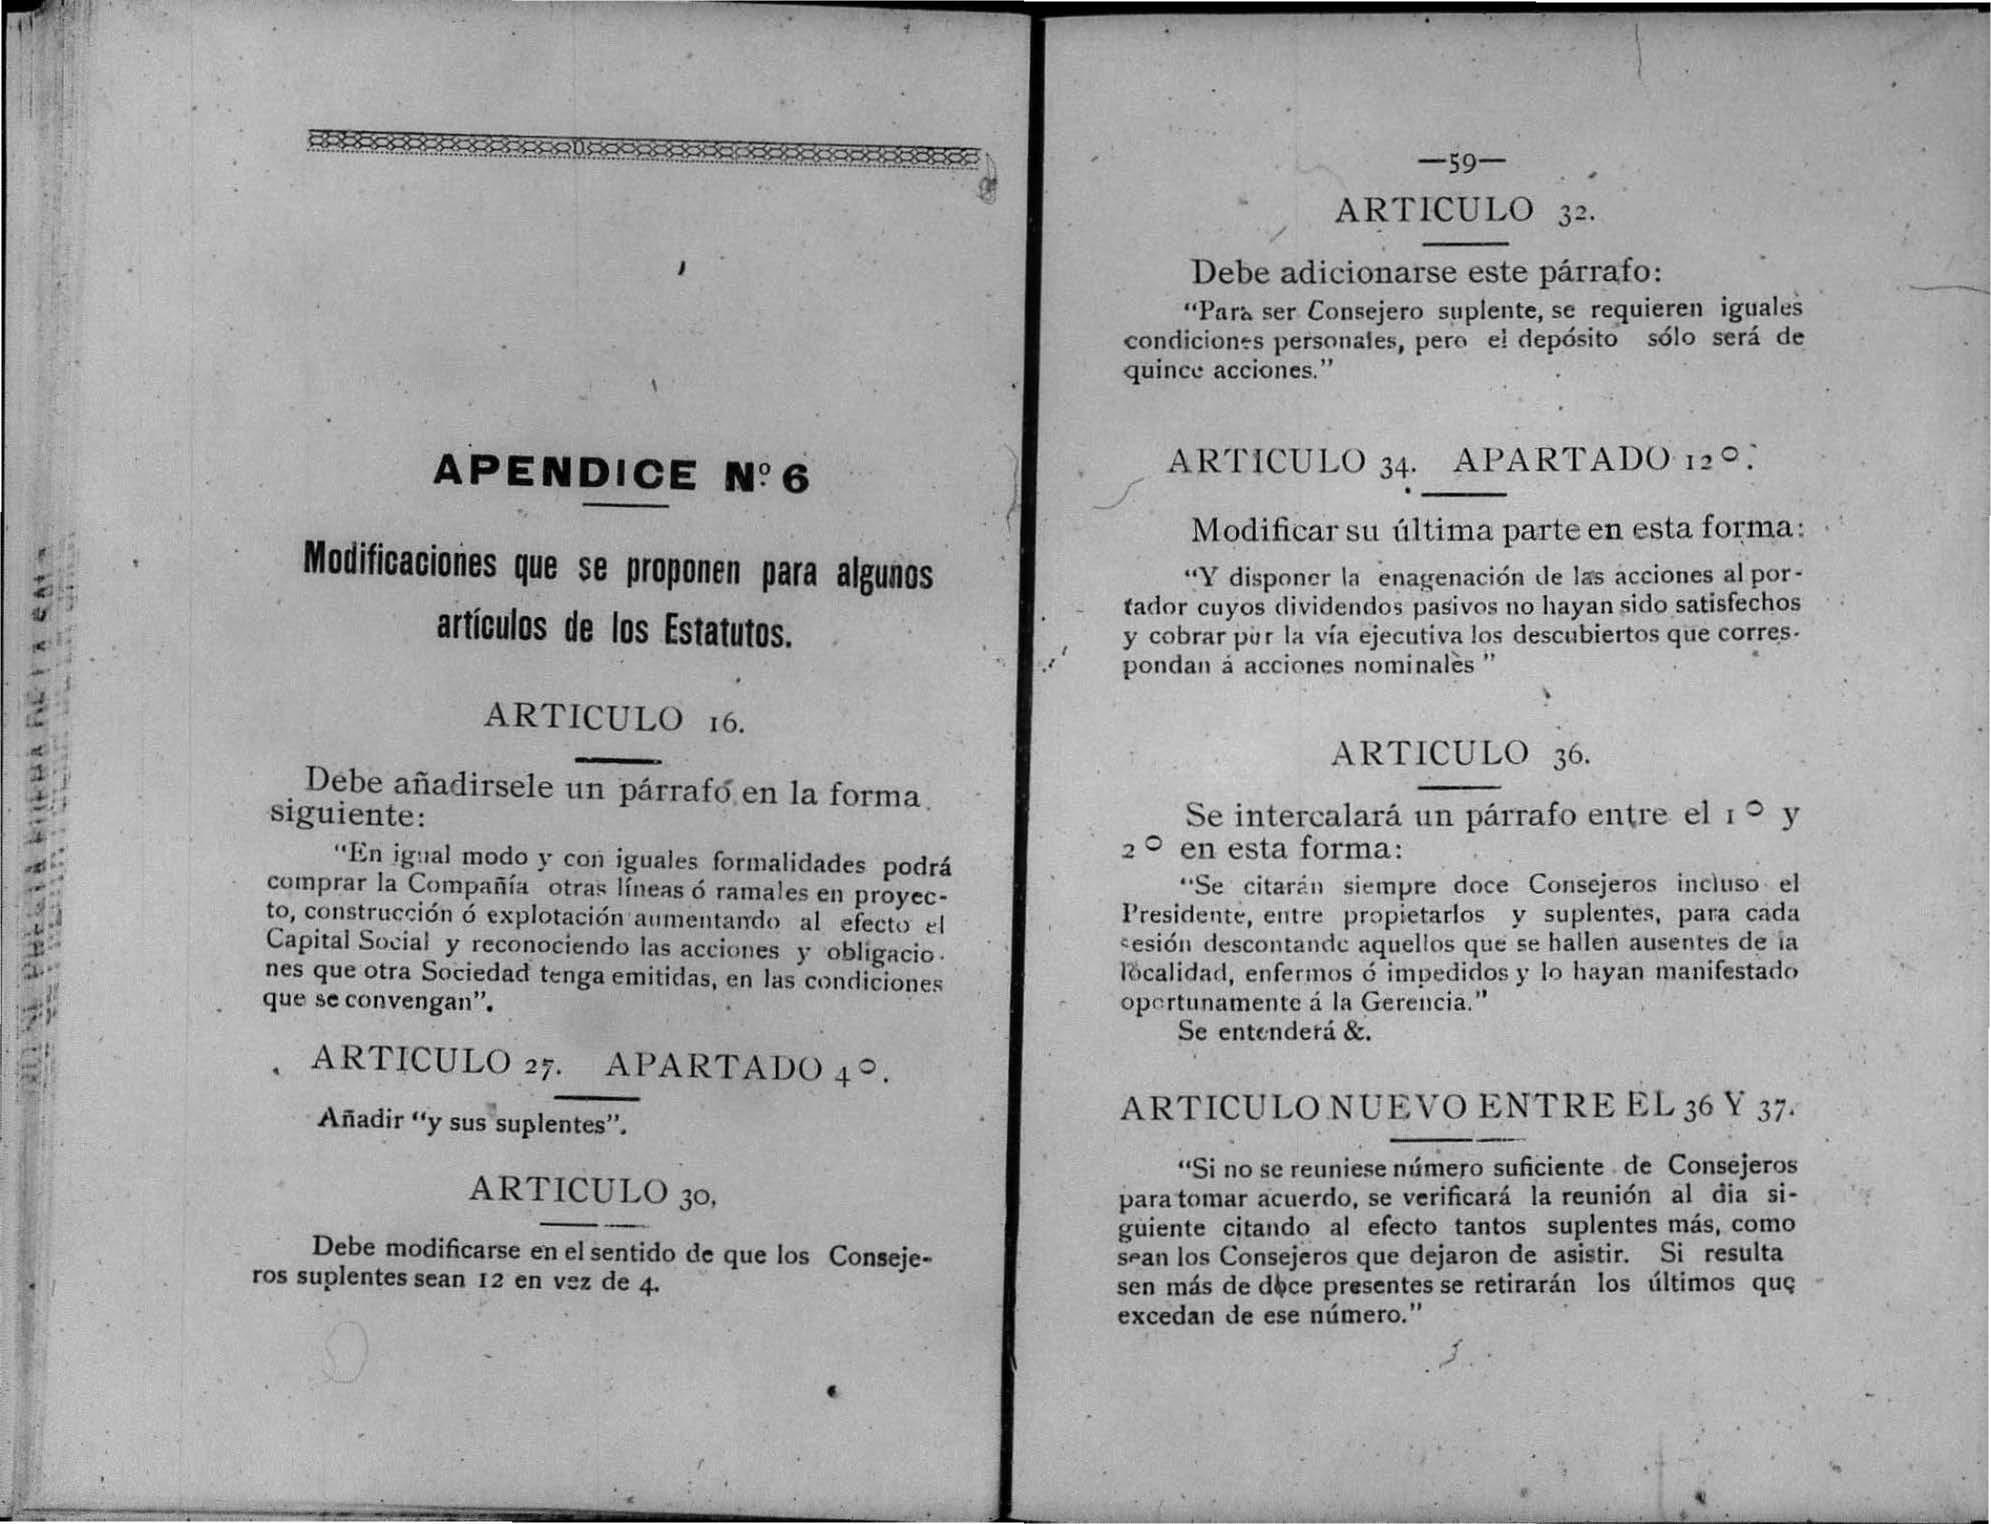 APENDICE Nº 6
Modificaciones que se proponen para algunos
artículos de los Estatutos.
ARTICULO 16.
Debe añadirsele un párrafo en la forma
siguiente:
“En igual modo y con iguales formalidades podrá
comprar la Compañía otras líneas ó ramales en proyec-
to, construcción ó explotación aumentando al efecto el
Capital Social y reconociendo las acciones y obligacio-
nes que otra Sociedad tenga emitidas, en las condiciones
que se convengan”.
ARTICULO 27. APARTADO 4º.
Añadir “y sus suplentes”.
ARTICULO 30,
Debe modificarse en el sentido de que los Conseje-
ros suplentes sean 12 en vez de 4.
—59—
ARTICULO 32.
Debe adicionarse este párrafo:
“Para ser Consejero suplente, se requieren iguales
condiciones personales, pero el depósito sólo será de
quince acciones.”
ARTICULO 34. APARTADO 12º.
Modificar su última parte en esta forma:
“Y disponer la enagenación de las acciones al por-
tador cuyos dividendos pasivos no hayan sido satisfechos
y cobrar por la vía ejecutiva los descubiertos que corres-
pondan á acciones nominales”
ARTICULO 36.
Se intercalará un párrafo entre el 1º y
2º en esta forma:
“Se citarán siempre doce Consejeros incluso el
Presidente, entre propietarios y suplentes, para cada
sesión descontando aquellos que se hallen ausentes de la
localidad, enfermos ó impedidos y lo hayan manifestado
oportunamente á la Gerencia.”
Se entenderá &.
ARTICULO NUEVO ENTRE EL 36 Y 37.
“Si no se reuniese número suficiente de Consejeros
para tomar acuerdo, se verificará la reunión al dia si-
guiente citando al efecto tantos suplentes más, como
sean los Consejeros que dejaron de asistir. Si resulta
sen más de doce presentes se retirarán los últimos que
excedan de ese número.”